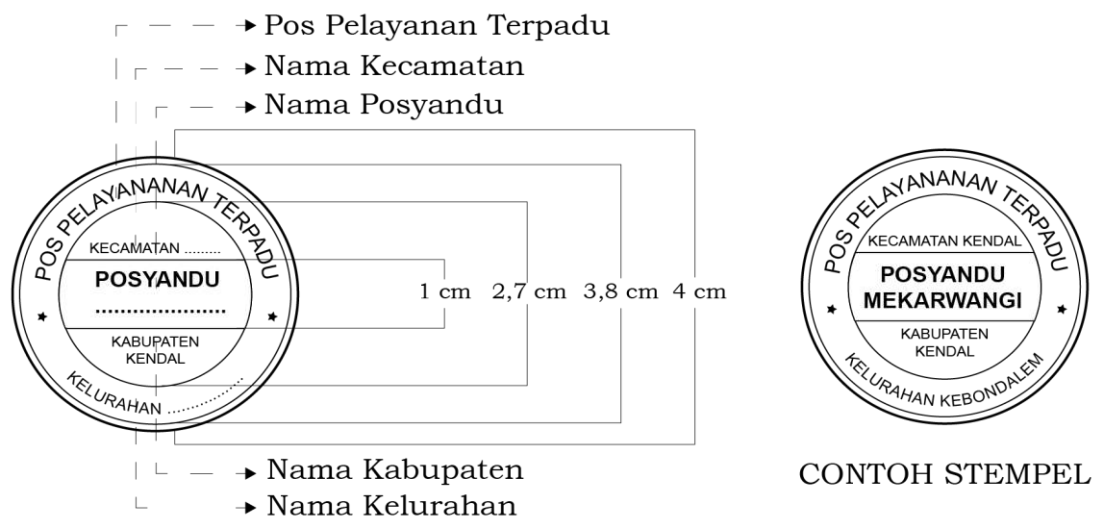 Pos Pelayanan Terpadu
Nama Kecamatan
Nama Posyandu
POS PELAYANANAN TERPADU
KECAMATAN .........
POSYANDU
......................
KABUPATEN
KENDAL
KELURAHAN ..............
1 cm 2,7 cm 3,8 cm 4 cm
Nama Kabupaten
Nama Kelurahan
POS PELAYANANAN TERPADU
KECAMATAN KENDAL
POSYANDU
MEKARWANGI
KABUPATEN
KENDAL
KELURAHAN KEBONDALEM
CONTOH STEMPEL